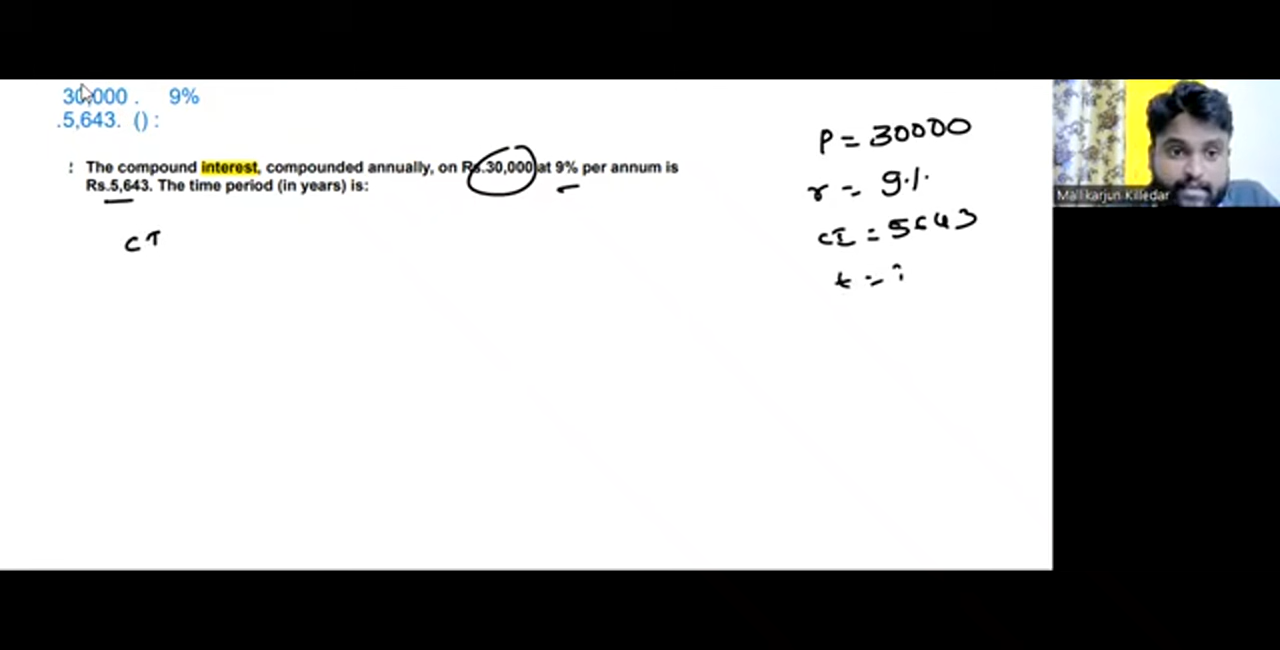 30,000 . 9%
.5,643. () :
: The compound interest, compounded annually, on Rs.30,000 at 9% per annum is
Rs.5,643. The time period (in years) is:
CI
P = 30000
r = 9%
CI = 5643
t = ?
Mallikarjun Killedar